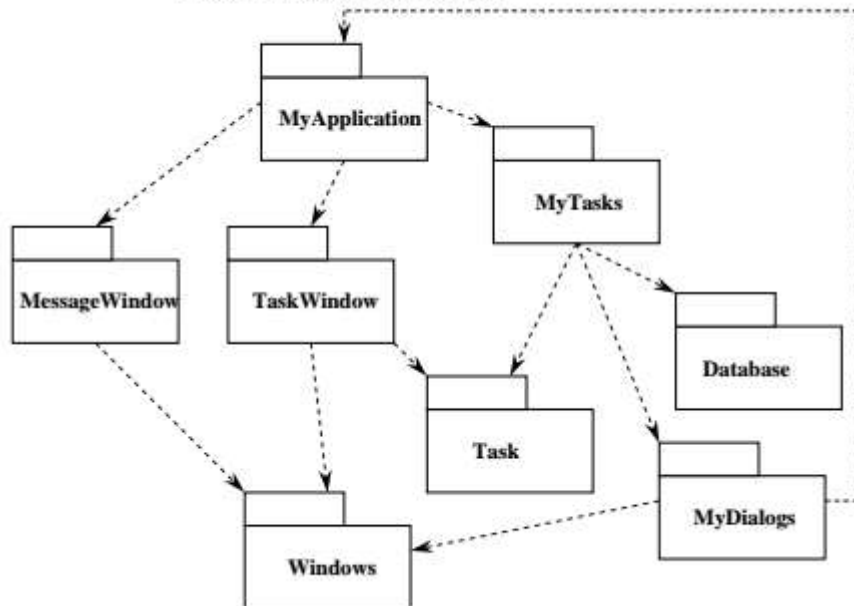 MyApplication
MyTasks
MessageWindow
TaskWindow
Database
Task
MyDialogs
Windows